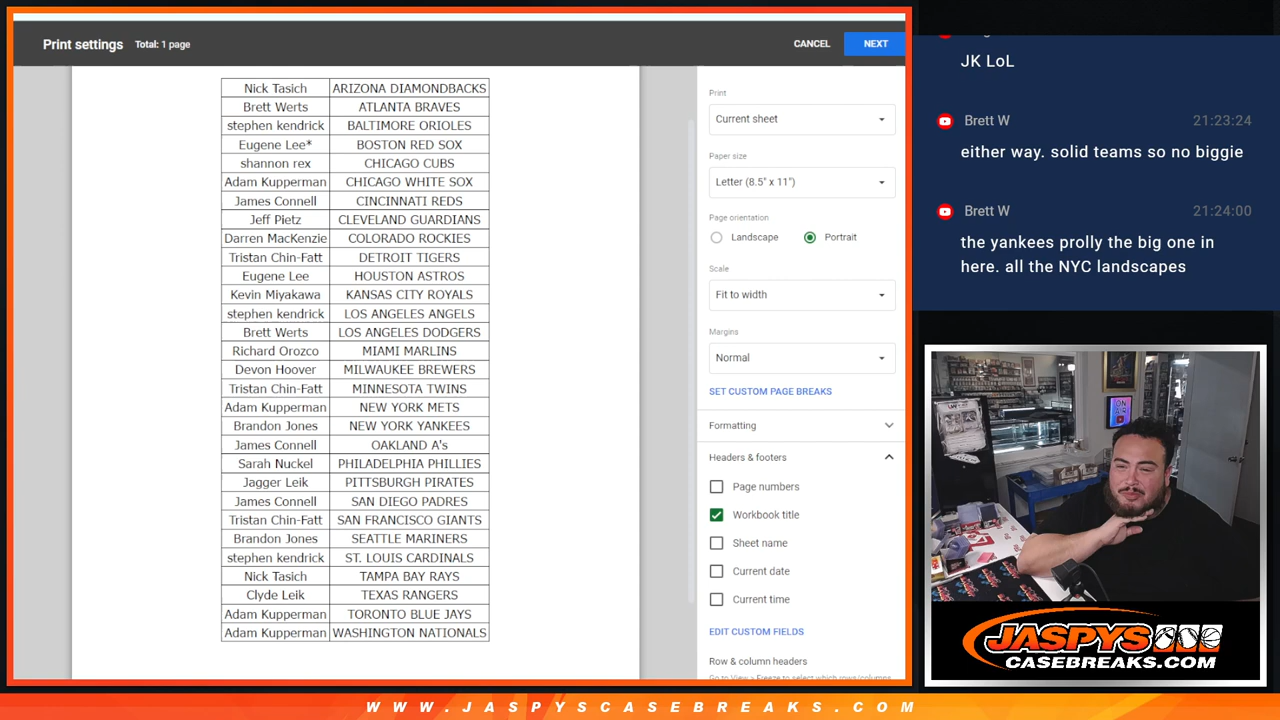 Print settings Total: 1 page CANCEL NEXT
Nick Tasich ARIZONA DIAMONDBACKS
Brett Werts ATLANTA BRAVES
stephen kendrick BALTIMORE ORIOLES
Eugene Lee* BOSTON RED SOX
shannon rex CHICAGO CUBS
Adam Kupperman CHICAGO WHITE SOX
James Connell CINCINNATI REDS
Jeff Pietz CLEVELAND GUARDIANS
Darren MacKenzie COLORADO ROCKIES
Tristan Chin-Fatt DETROIT TIGERS
Eugene Lee HOUSTON ASTROS
Kevin Miyakawa KANSAS CITY ROYALS
stephen kendrick LOS ANGELES ANGELS
Brett Werts LOS ANGELES DODGERS
Richard Orozco MIAMI MARLINS
Devon Hoover MILWAUKEE BREWERS
Tristan Chin-Fatt MINNESOTA TWINS
Adam Kupperman NEW YORK METS
Brandon Jones NEW YORK YANKEES
James Connell OAKLAND A's
Sarah Nuckel PHILADELPHIA PHILLIES
Jagger Leik PITTSBURGH PIRATES
James Connell SAN DIEGO PADRES
Tristan Chin-Fatt SAN FRANCISCO GIANTS
Brandon Jones SEATTLE MARINERS
stephen kendrick ST. LOUIS CARDINALS
Nick Tasich TAMPA BAY RAYS
Clyde Leik TEXAS RANGERS
Adam Kupperman TORONTO BLUE JAYS
Adam Kupperman WASHINGTON NATIONALS
Print
Current sheet
Paper size
Letter (8.5" x 11")
Page orientation
Landscape Portrait
Scale
Fit to width
Margins
Normal
SET CUSTOM PAGE BREAKS
Formatting
Headers & footers
Page numbers
Workbook title
Sheet name
Current date
Current time
EDIT CUSTOM FIELDS
Row & column headers
Go to View > Freeze to select which rows/columns
JK LoL
Brett W 21:23:24
either way. solid teams so no biggie
Brett W 21:24:00
the yankees prolly the big one in
here. all the NYC landscapes
ON
AIR
JASPYS
CASEBREAKS.COM
WWW.JASPYSCASEBREAKS.COM